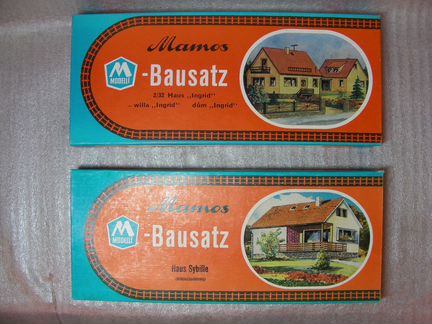 Mamos
M
MODELLE
-Bausatz
2/32 Haus „Ingrid"
- willa „Ingrid" dům „Ingrid"
Mamos
M
MODELLE
-Bausatz
Haus Sybille